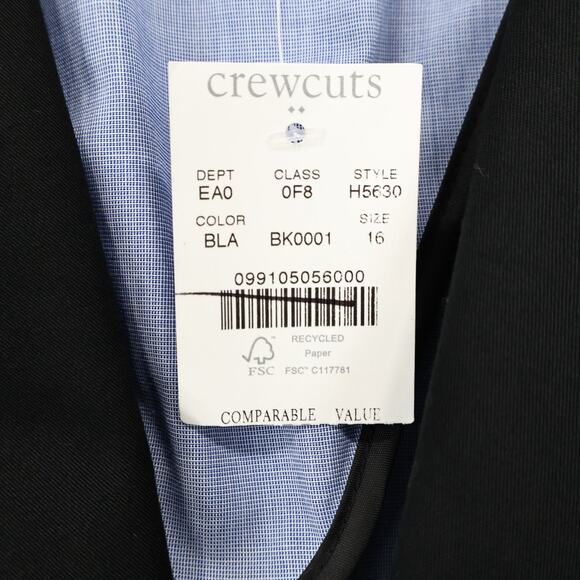 crewcuts
DEPT CLASS STYLE
EA0 0F8 H5630
COLOR SIZE
BLA BK0001 16
099105056000
RECYCLED
Paper
FSC FSC™ C117781
COMPARABLE VALUE